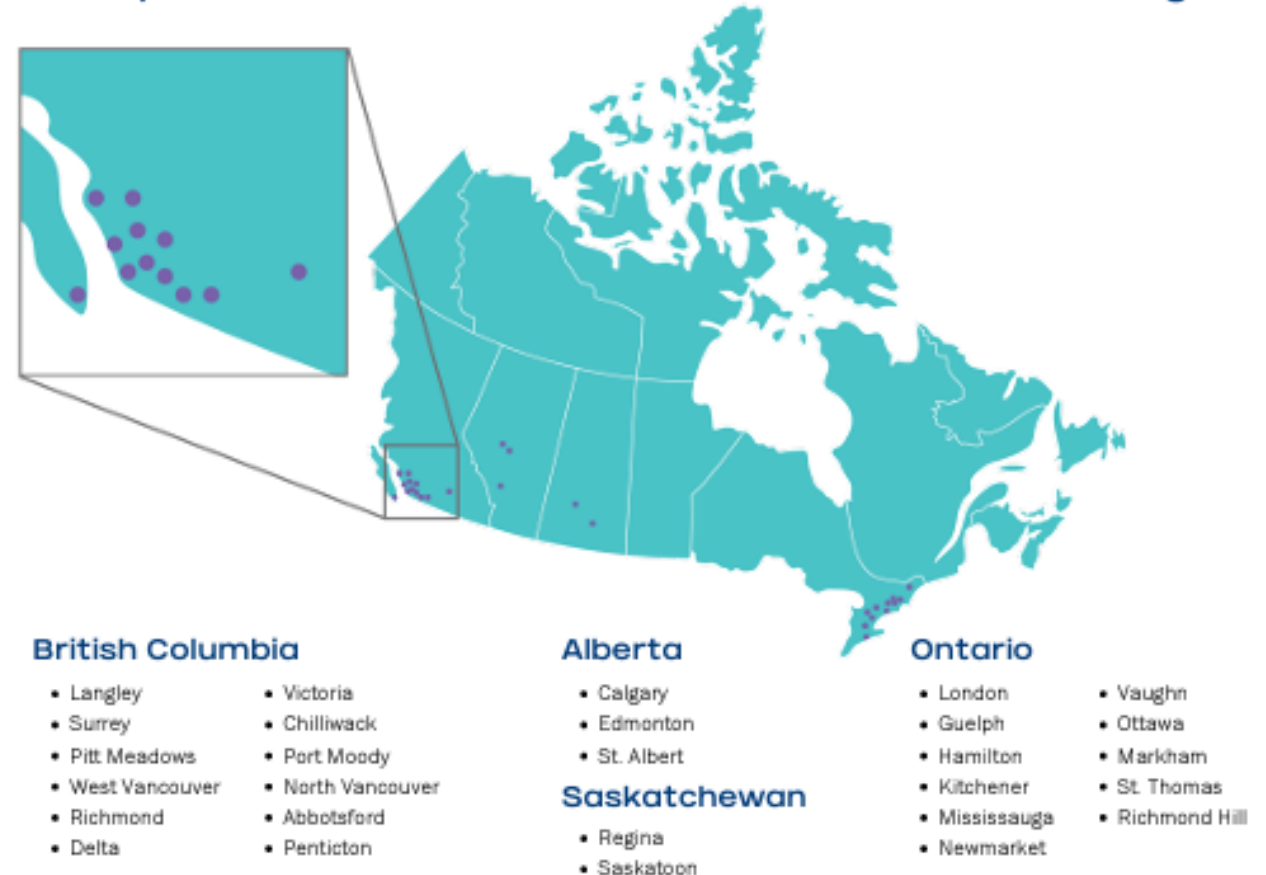 British Columbia
Langley
Surrey
Pitt Meadows
West Vancouver
Richmond
Delta
Victoria
Chilliwack
Port Moody
North Vancouver
Abbotsford
Penticton
Alberta
Calgary
Edmonton
St. Albert
Saskatchewan
Regina
Saskatoon
Ontario
London
Guelph
Hamilton
Kitchener
Mississauga
Newmarket
Vaughn
Ottawa
Markham
St. Thomas
Richmond Hill